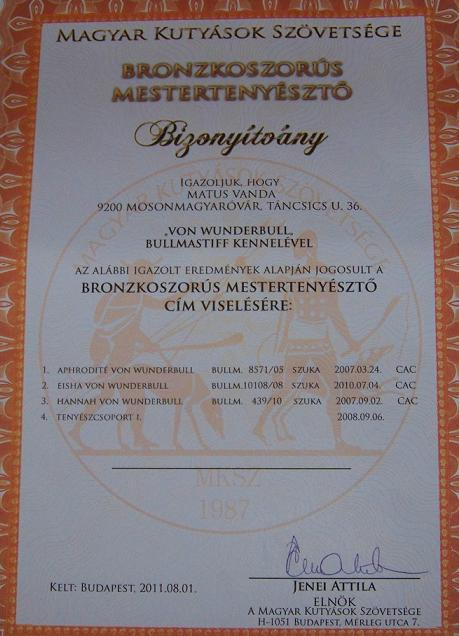 MAGYAR KUTYÁSOK SZÖVETSÉGE
BRONZKOSZORÚS
MESTERTENYÉSZTŐ
Bizonyítvány
IGAZOLJUK, HOGY
MATUS VANDA
9200 MOSONMAGYARÓVÁR, TÁNCSICS U. 36.
„VON WUNDERBULL„
BULLMASTIFF KENNELÉVEL
AZ ALÁBBI IGAZOLT EREDMÉNYEK ALAPJÁN JOGOSULT A
BRONZKOSZORÚS MESTERTENYÉSZTŐ
CÍM VISELÉSÉRE:
1. APHRODITÉ VON WUNDERBULL BULLM. 8571/05 SZUKA 2007.03.24. CAC
2. EISHA VON WUNDERBULL BULLM.10108/08 SZUKA 2010.07.04. CAC
3. HANNAH VON WUNDERBULL BULLM. 439/10 SZUKA 2007.09.02. CAC
4. TENYÉSZCSOPORT I. 2008.09.06.
MAGYAR KUTYÁSOK SZÖVETSÉGE
MKSZ
1987
KELT: BUDAPEST, 2011.08.01.
JENEI ATTILA
ELNÖK
A MAGYAR KUTYÁSOK SZÖVETSÉGE
H-1051 BUDAPEST, MÉRLEG UTCA 7.